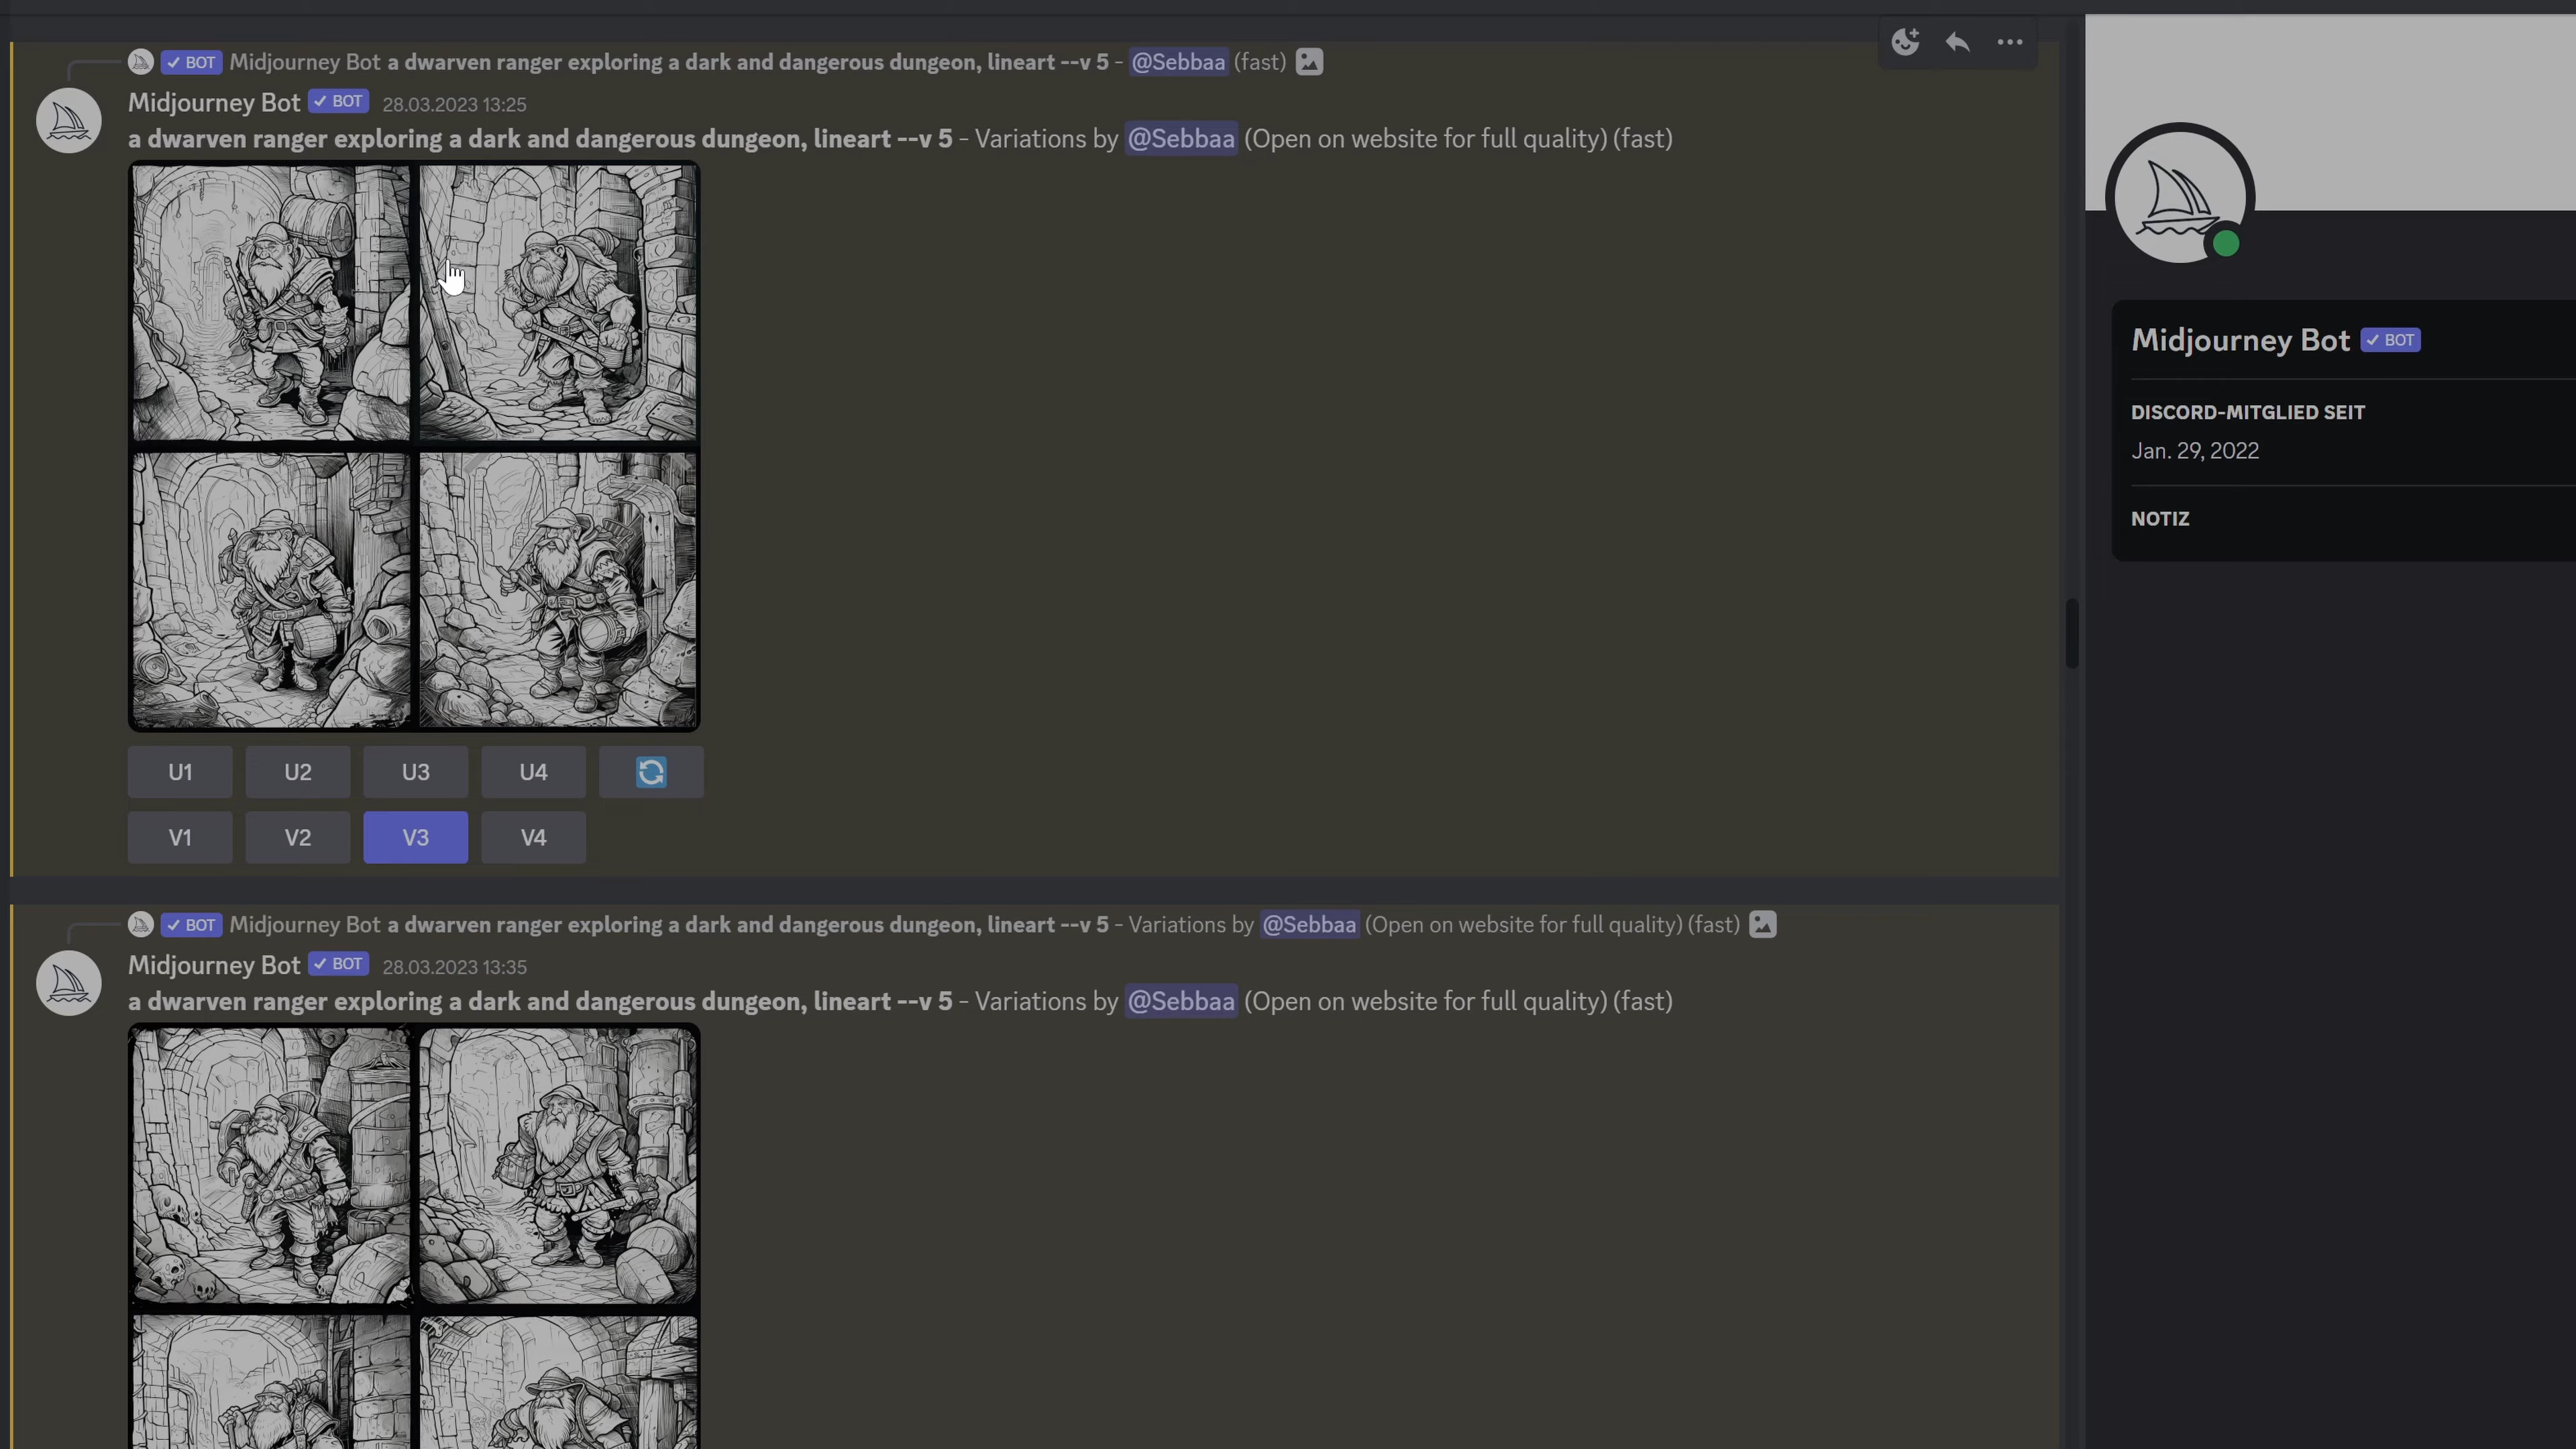 ✓ BOT Midjourney Bot a dwarven ranger exploring a dark and dangerous dungeon, lineart --v 5 - @Sebbaa (fast)
Midjourney Bot ✓ BOT 28.03.2023 13:25
a dwarven ranger exploring a dark and dangerous dungeon, lineart --v 5 - Variations by @Sebbaa (Open on website for full quality) (fast)
U1 U2 U3 U4
V1 V2 V3 V4
✓ BOT Midjourney Bot a dwarven ranger exploring a dark and dangerous dungeon, lineart --v 5 - Variations by @Sebbaa (Open on website for full quality) (fast)
Midjourney Bot ✓ BOT 28.03.2023 13:35
a dwarven ranger exploring a dark and dangerous dungeon, lineart --v 5 - Variations by @Sebbaa (Open on website for full quality) (fast)
Midjourney Bot ✓ BOT
DISCORD-MITGLIED SEIT
Jan. 29, 2022
NOTIZ